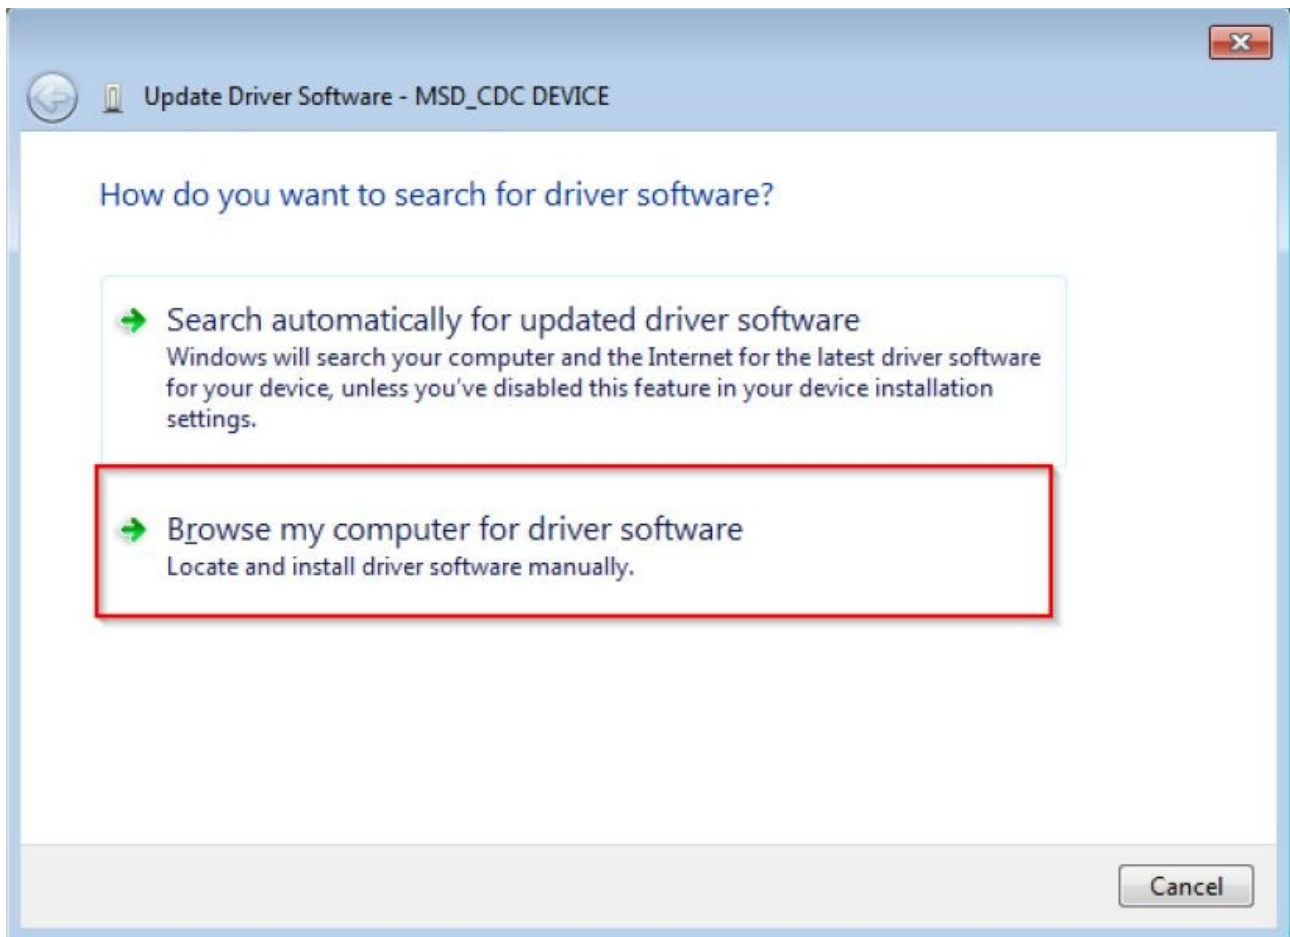 Update Driver Software - MSD_CDC DEVICE
How do you want to search for driver software?
Search automatically for updated driver software
Windows will search your computer and the Internet for the latest driver software
for your device, unless you've disabled this feature in your device installation
settings.
Browse my computer for driver software
Locate and install driver software manually.
Cancel